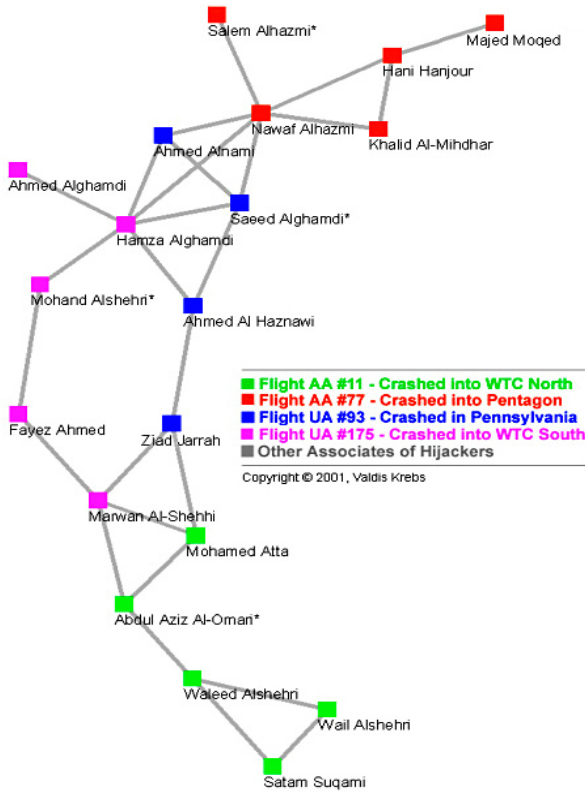 Salem Alhazmi*
Majed Moqed
Hani Hanjour
Nawaf Alhazmi
Khalid Al-Mihdhar
Ahmed Alnami
Ahmed Alghamdi
Saeed Alghamdi*
Hamza Alghamdi
Mohand Alshehri*
Ahmed Al Haznawi
Flight AA #11 - Crashed into WTC North
Flight AA #77 - Crashed into Pentagon
Flight UA #93 - Crashed in Pennsylvania
Flight UA #175 - Crashed into WTC South
Other Associates of Hijackers
Copyright © 2001, Valdis Krebs
Fayez Ahmed
Ziad Jarrah
Marwan Al-Shehhi
Mohamed Atta
Abdul Aziz Al-Omari*
Waleed Alshehri
Wail Alshehri
Satam Suqami